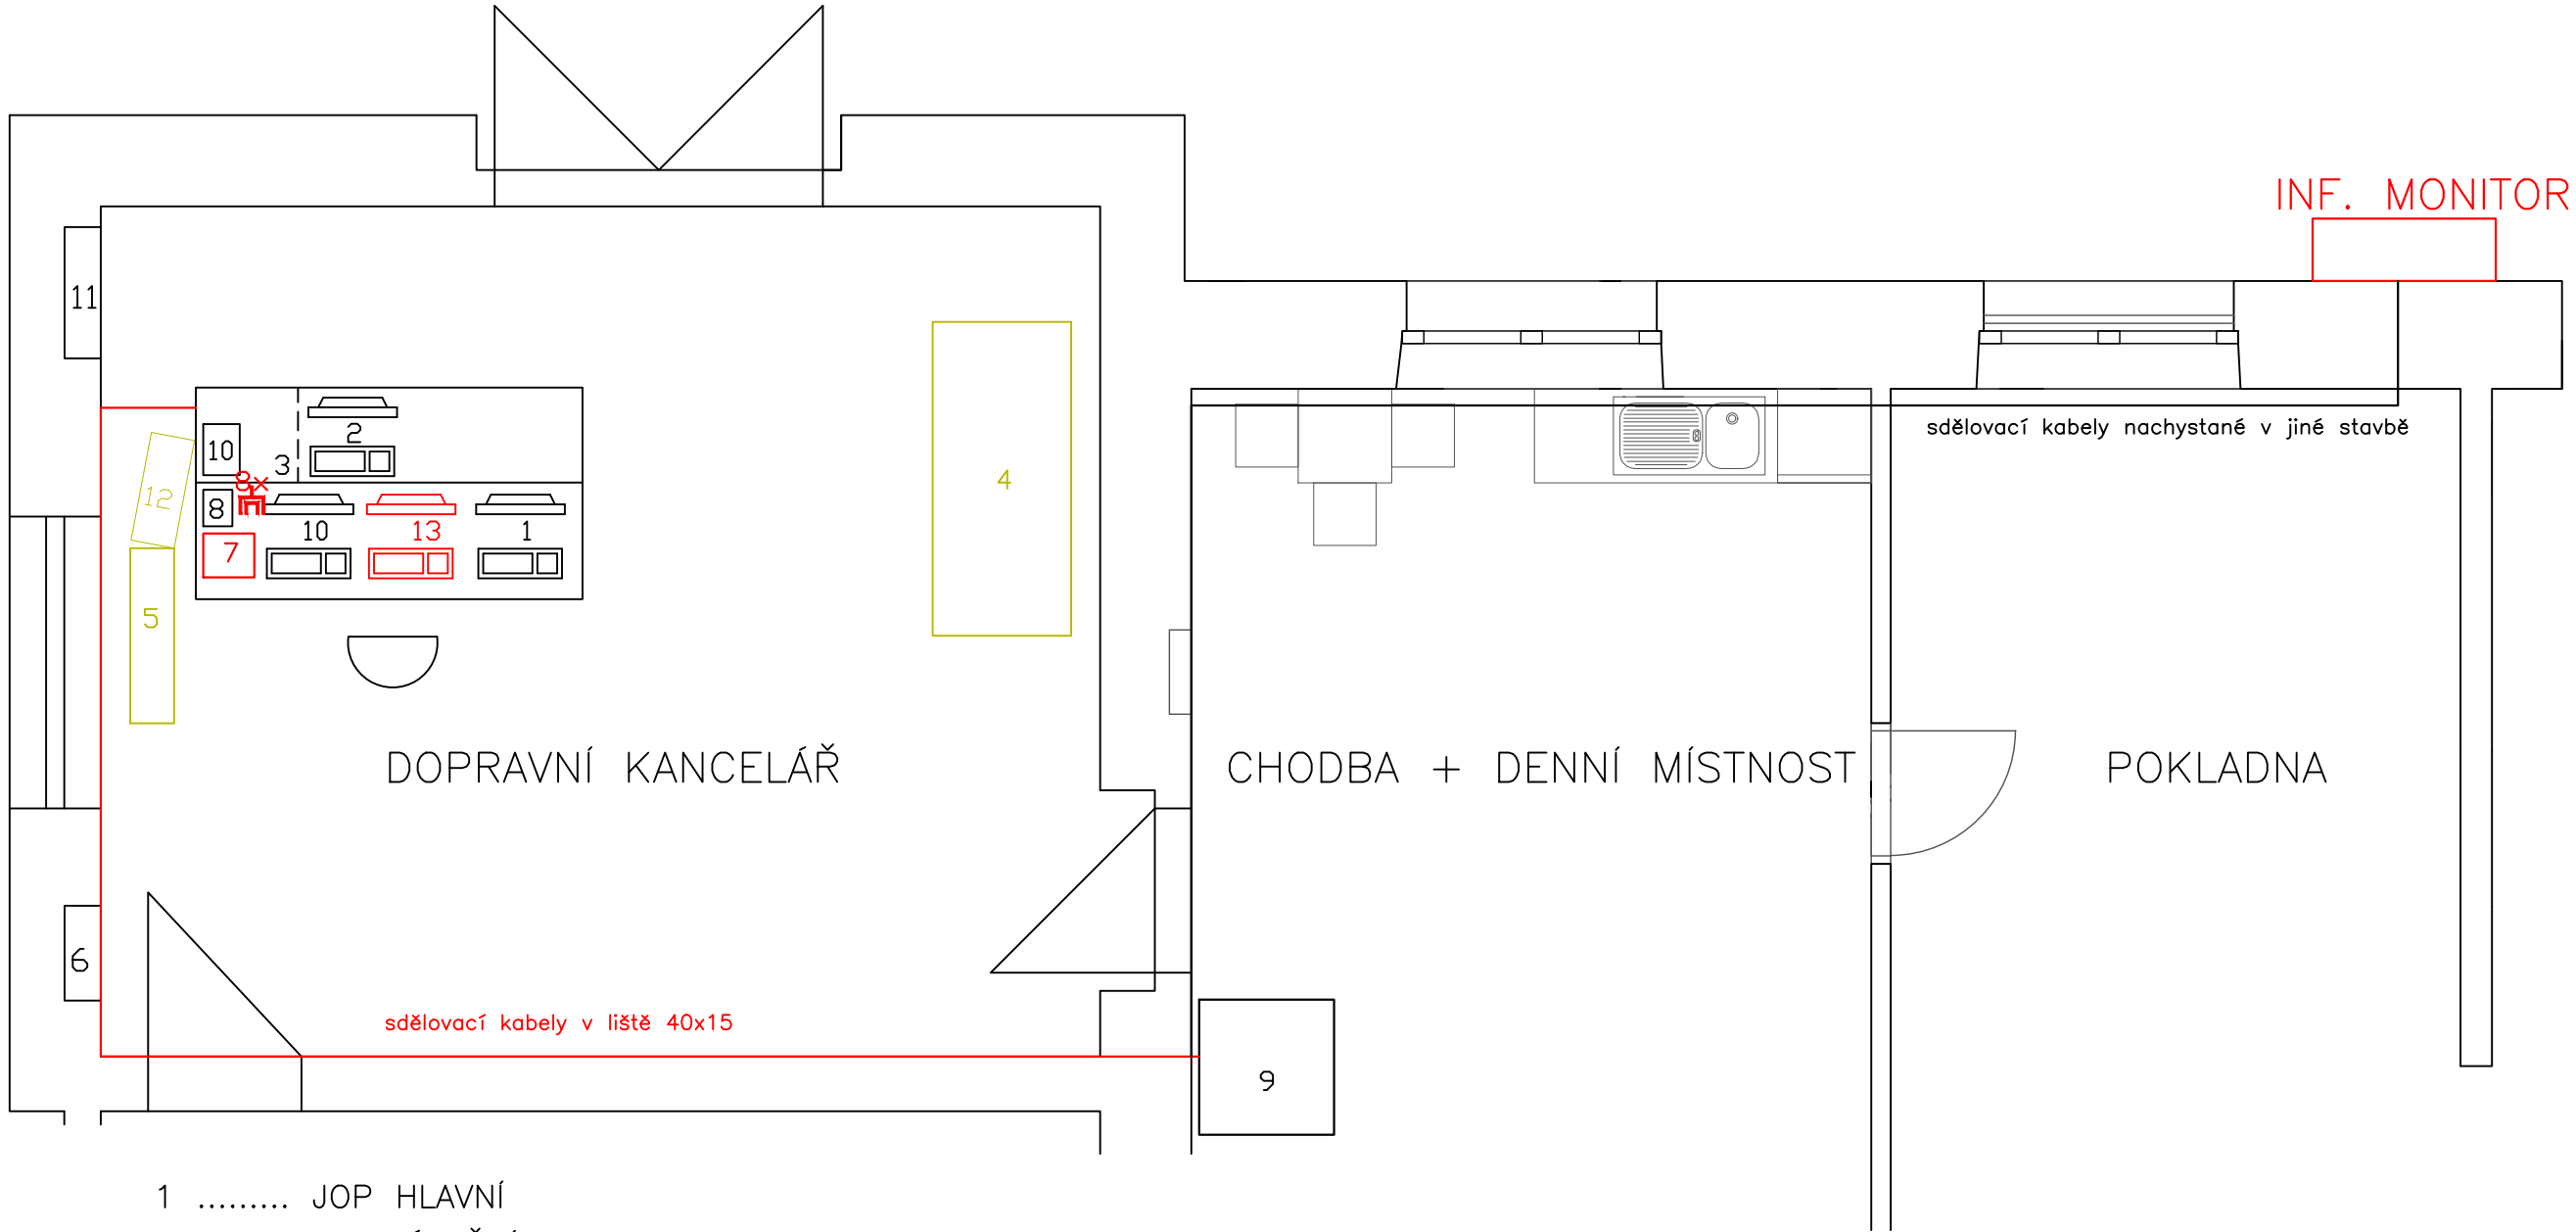 INF. MONITOR
11
2
10
3
8
12
8
10
13
1
7
4
5
sdělovací kabely nachystané v jiné stavbě
DOPRAVNÍ KANCELÁŘ
CHODBA + DENNÍ MÍSTNOST
POKLADNA
6
sdělovací kabely v liště 40x15
9
1 ......... JOP HLAVNÍ